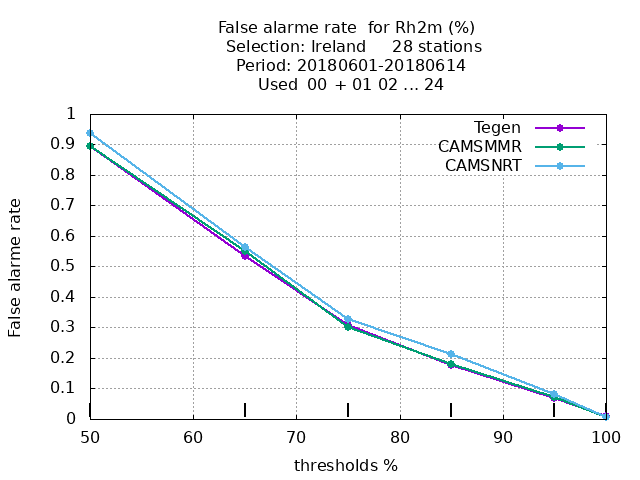 False alarme rate  for Rh2m (%)
Selection: Ireland     28 stations
Period: 20180601-20180614
Used  00 + 01 02 ... 24
Tegen
CAMSMMR
CAMSNRT
False alarme rate
1
0.9
0.8
0.7
0.6
0.5
0.4
0.3
0.2
0.1
0
50 60 70 80 90 100
thresholds %